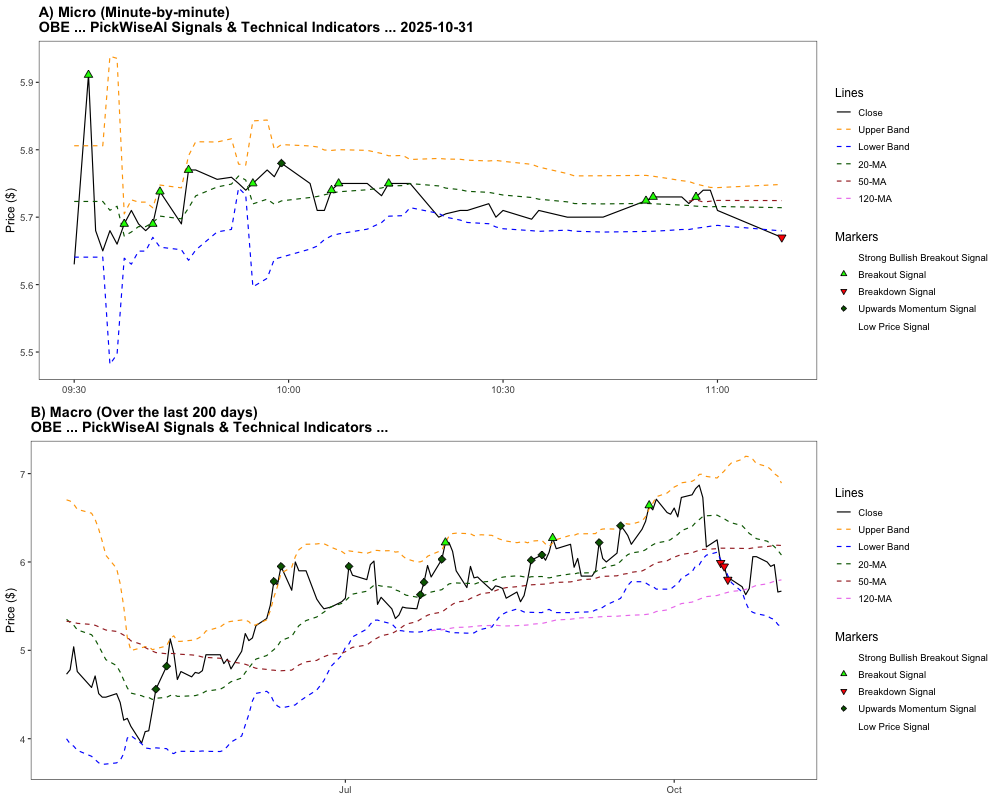 A) Micro (Minute-by-minute)
OBE ... PickWiseAI Signals & Technical Indicators ... 2025-10-31
Price ($)
5.9
5.8
5.7
5.6
5.5
09:30
10:00
10:30
11:00
Lines
Close
Upper Band
Lower Band
20-MA
50-MA
120-MA
Markers
Strong Bullish Breakout Signal
Breakout Signal
Breakdown Signal
Upwards Momentum Signal
Low Price Signal
B) Macro (Over the last 200 days)
OBE ... PickWiseAI Signals & Technical Indicators ...
Price ($)
7
6
5
4
Jul
Oct
Lines
Close
Upper Band
Lower Band
20-MA
50-MA
120-MA
Markers
Strong Bullish Breakout Signal
Breakout Signal
Breakdown Signal
Upwards Momentum Signal
Low Price Signal